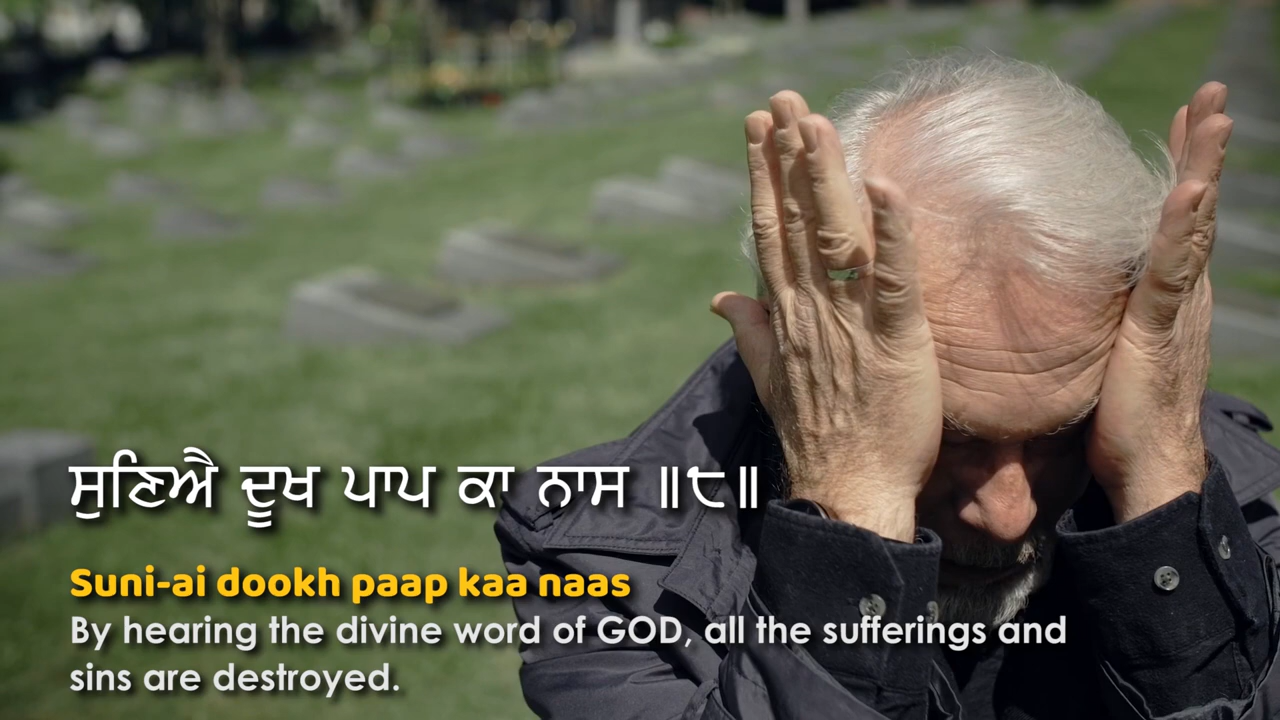 ਸੁਣਿਐ ਦੂਖ ਪਾਪ ਕਾ ਨਾਸ ॥੮॥
Suni-ai dookh paap kaa naas
By hearing the divine word of GOD, all the sufferings and
sins are destroyed.